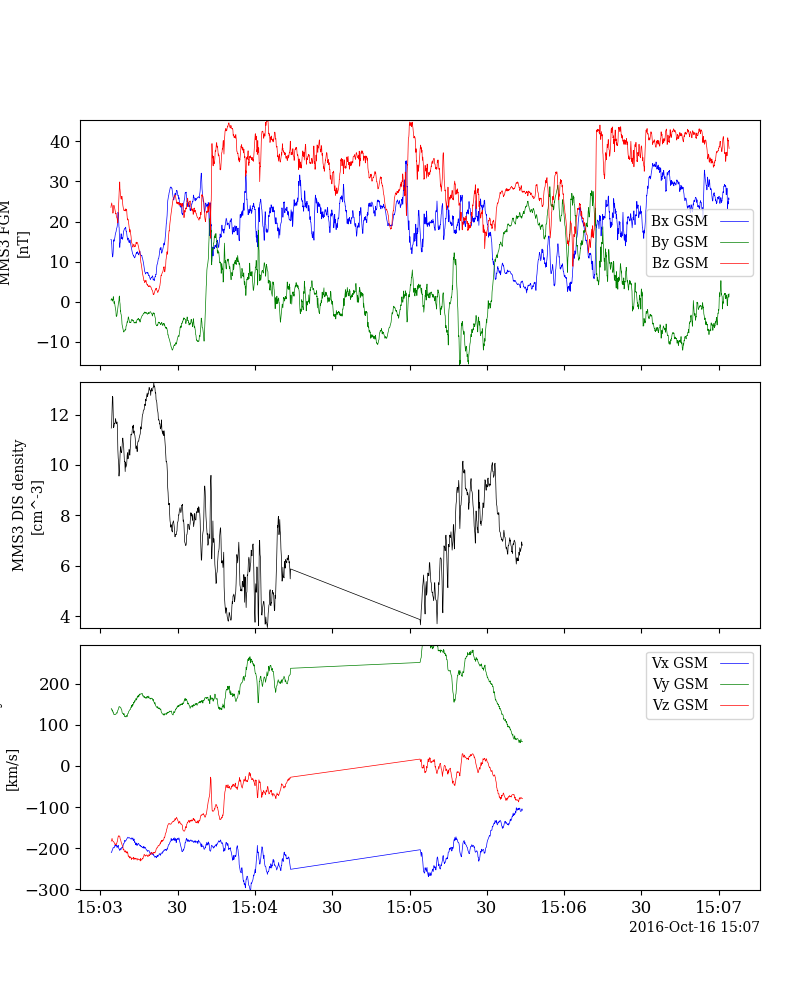 MMS3 FGM
[nT]
40
30
20
10
0
−10
Bx GSM
By GSM
Bz GSM
MMS3 DIS density
[cm^-3]
12
10
8
6
4
[km/s]
200
100
0
−100
−200
−300
Vx GSM
Vy GSM
Vz GSM
15:03
30
15:04
30
15:05
30
15:06
30
15:07
2016-Oct-16 15:07